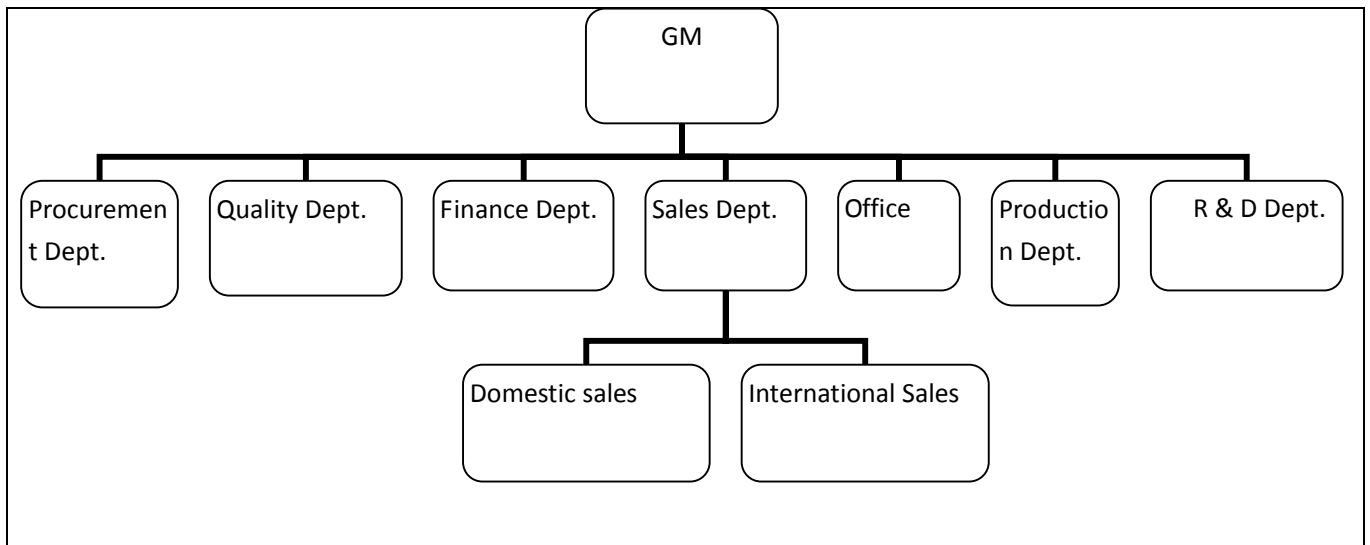 GM
Procuremen
t Dept.
Quality Dept.
Finance Dept.
Sales Dept.
Office
Productio
n Dept.
R & D Dept.
Domestic sales
International Sales